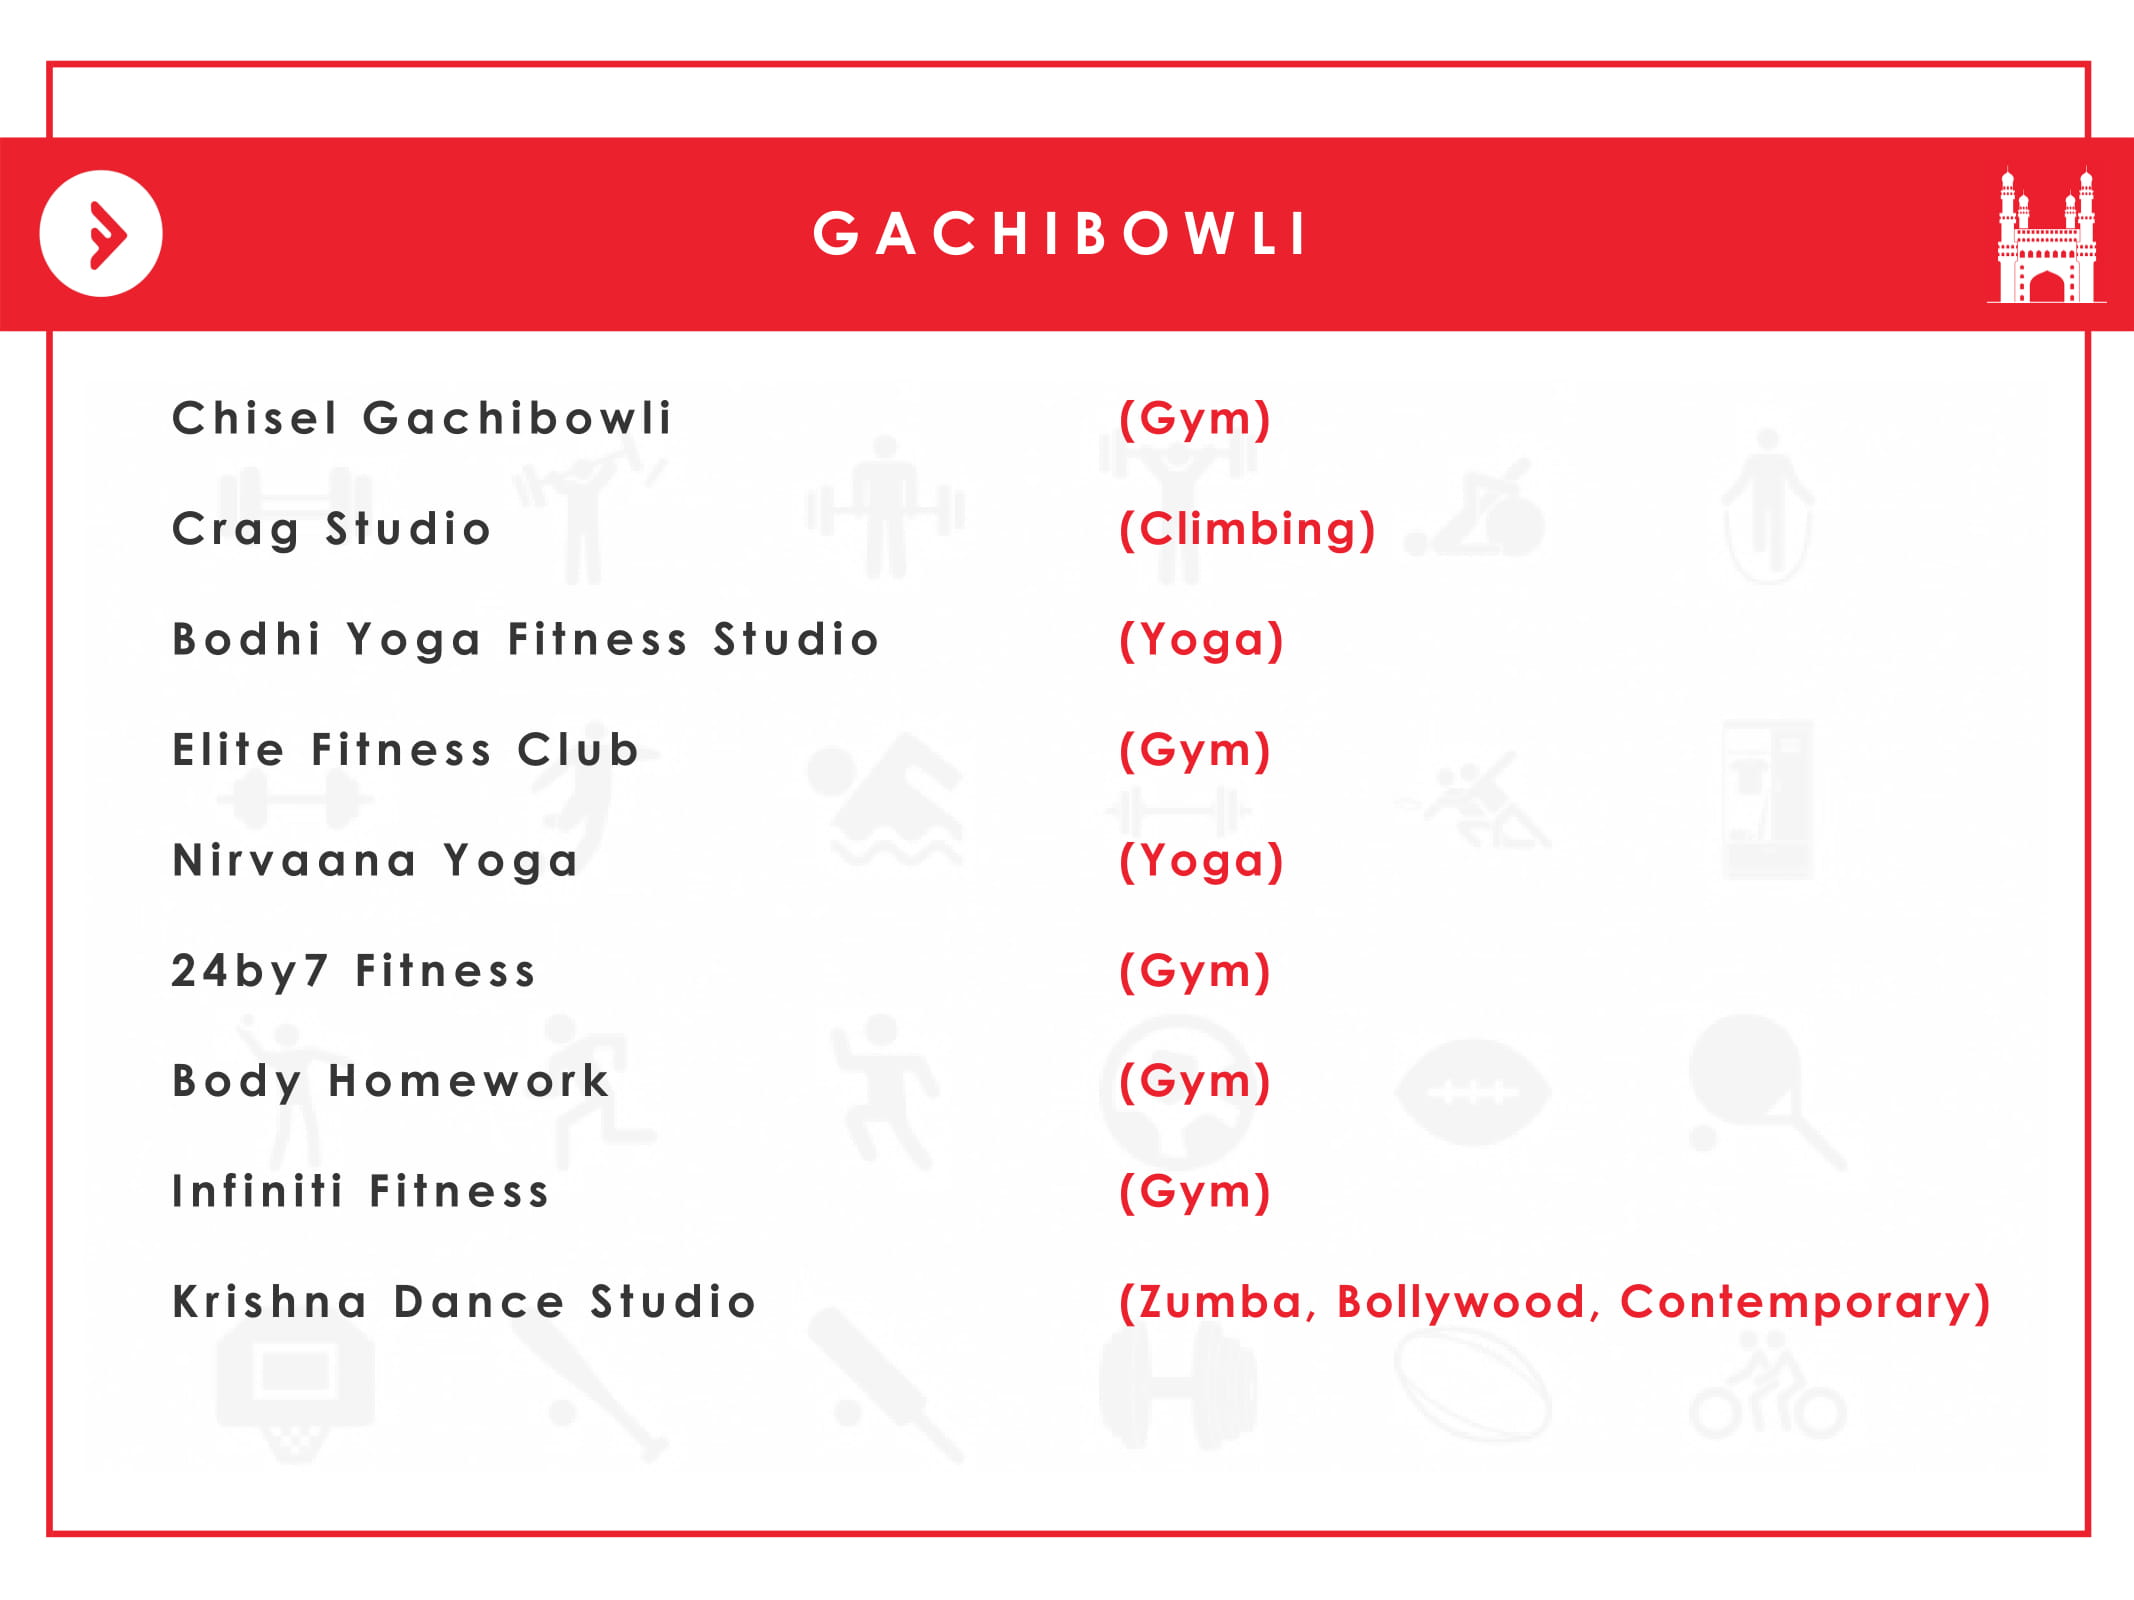 GACHIBOWLI
Chisel Gachibowli (Gym)
Crag Studio (Climbing)
Bodhi Yoga Fitness Studio (Yoga)
Elite Fitness Club (Gym)
Nirvaana Yoga (Yoga)
24by7 Fitness (Gym)
Body Homework (Gym)
Infiniti Fitness (Gym)
Krishna Dance Studio (Zumba, Bollywood, Contemporary)